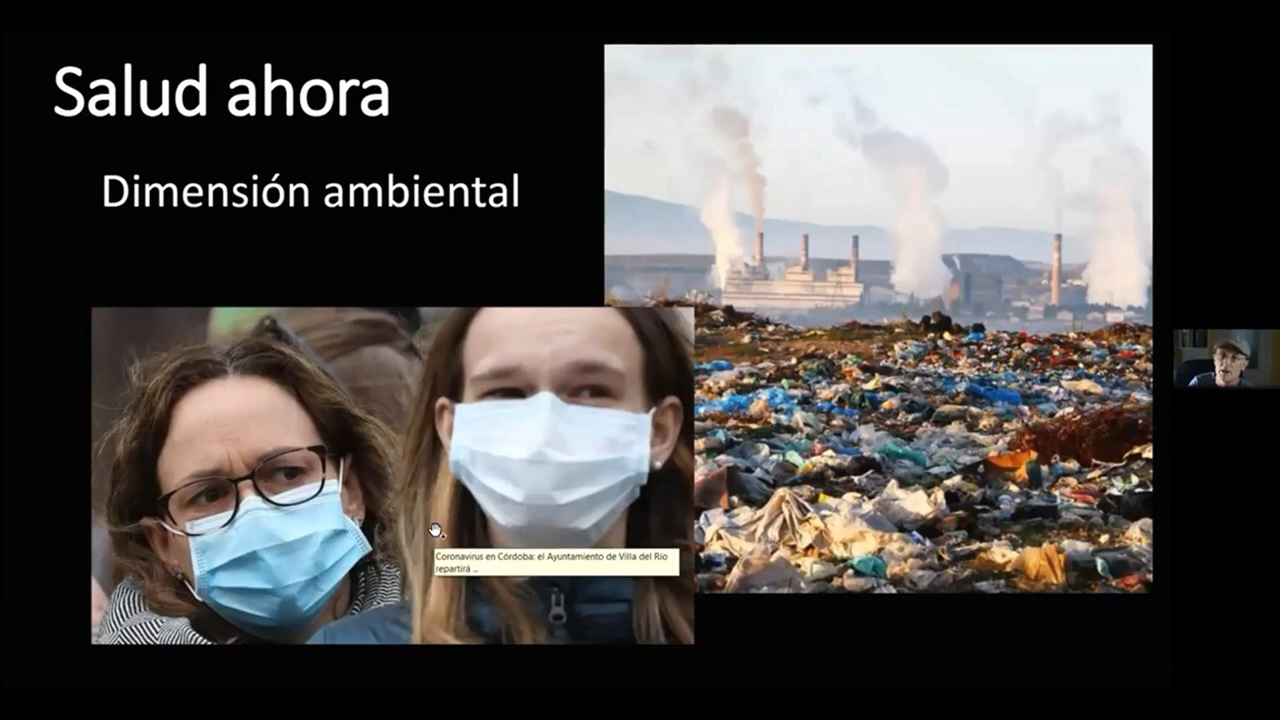 Salud ahora
Dimensión ambiental
Coronavirus en Córdoba: el Ayuntamiento de Villa del Río
repartirá ...